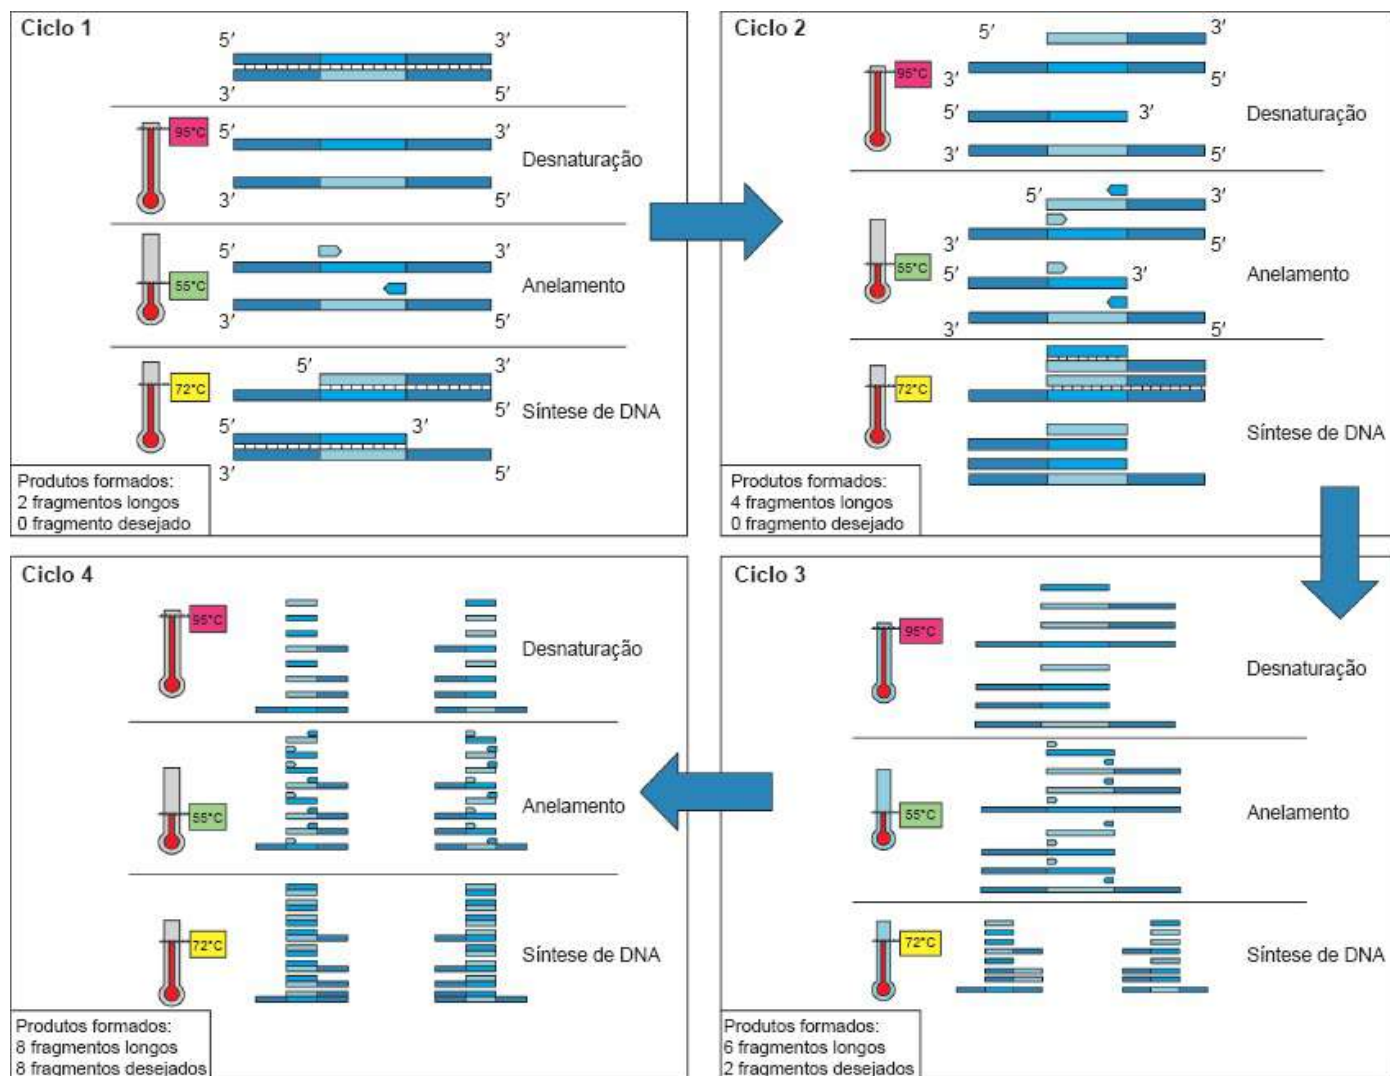 Ciclo 1
5′ 3′
3′ 5′
95°C
5′ 3′
Desnaturação
3′ 5′
5′ 3′
55°C
Anelamento
3′ 5′
5′ 3′
72°C
5′
Síntese de DNA
5′ 3′
3′ 5′
Produtos formados:
2 fragmentos longos
0 fragmento desejado
Ciclo 2
5′ 3′
95°C
3′ 5′
5′ 3′
Desnaturação
3′ 5′
5′ 3′
3′ 5′
55°C
5′ 3′
Anelamento
3′ 5′
72°C
Síntese de DNA
Produtos formados:
4 fragmentos longos
0 fragmento desejado
Ciclo 3
95°C
Desnaturação
55°C
Anelamento
72°C
Síntese de DNA
Produtos formados:
6 fragmentos longos
2 fragmentos desejados
Ciclo 4
95°C
Desnaturação
55°C
Anelamento
72°C
Síntese de DNA
Produtos formados:
8 fragmentos longos
8 fragmentos desejados